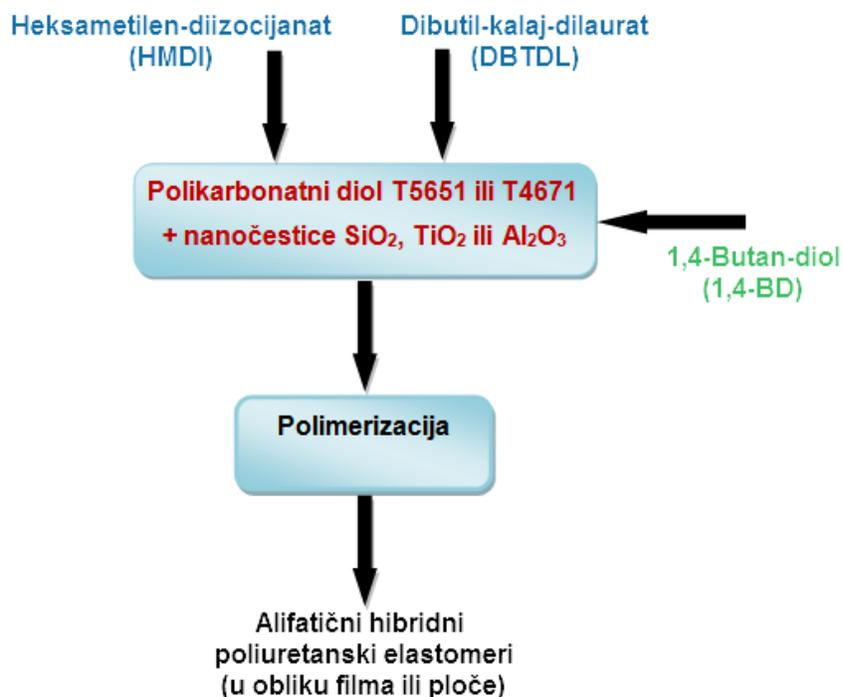 Heksametilen-diizocijanat
(HMDI)
Dibutil-kalaj-dilaurat
(DBTDL)
Polikarbonatni diol T5651 ili T4671
+ nanočestice SiO₂, TiO₂ ili Al₂O₃
1,4-Butan-diol
(1,4-BD)
Polimerizacija
Alifatični hibridni
poliuretanski elastomeri
(u obliku filma ili ploče)